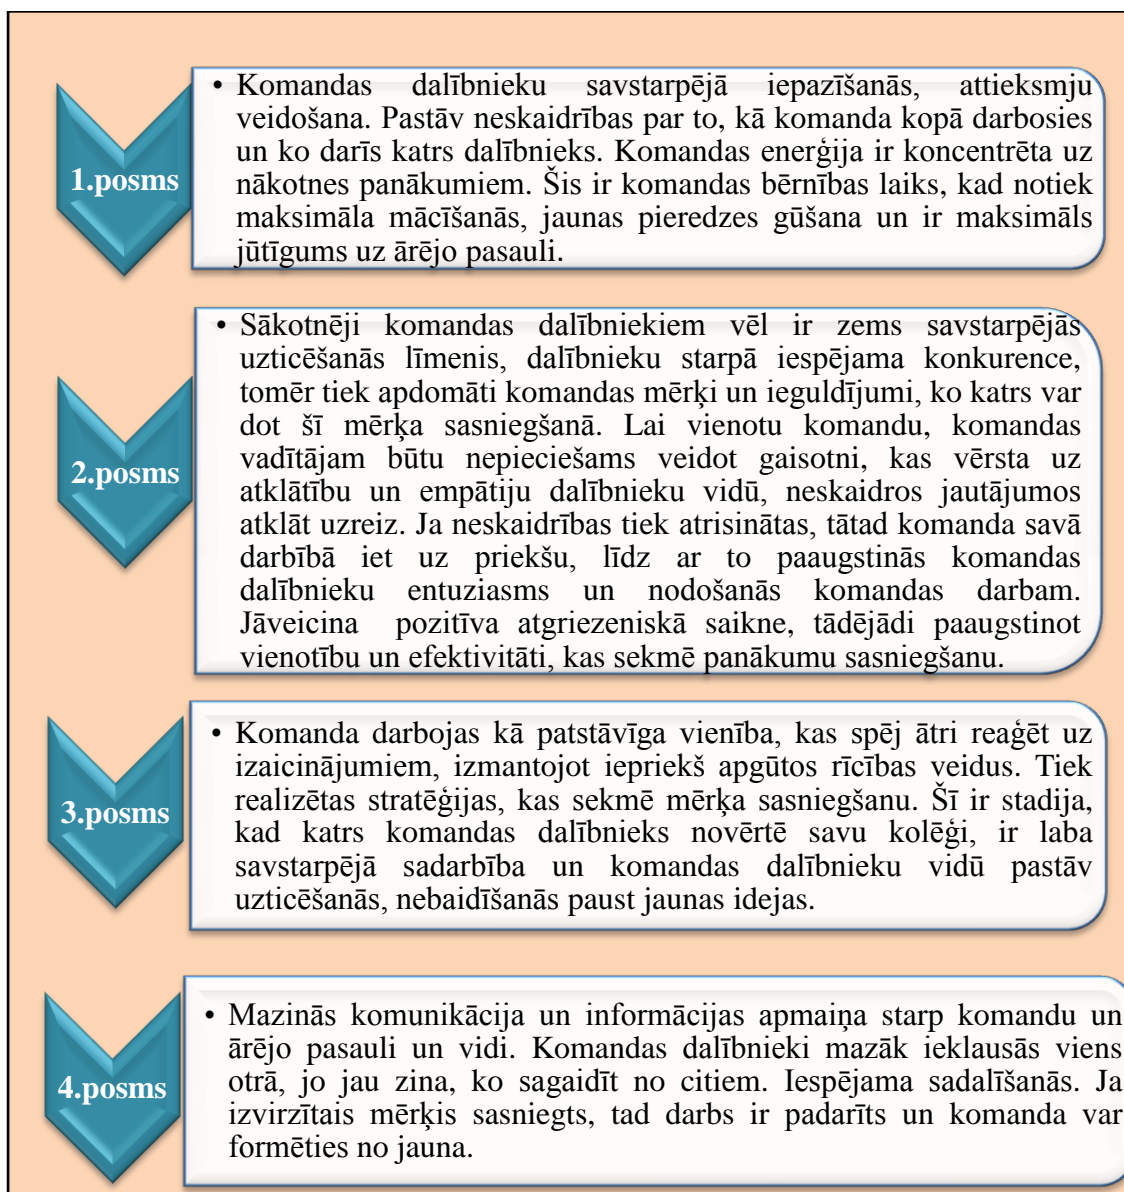 1.posms
• Komandas dalībnieku savstarpējā iepazīšanās, attieksmju
veidošana. Pastāv neskaidrības par to, kā komanda kopā darbosies
un ko darīs katrs dalībnieks. Komandas enerģija ir koncentrēta uz
nākotnes panākumiem. Šis ir komandas bērnības laiks, kad notiek
maksimāla mācīšanās, jaunas pieredzes gūšana un ir maksimāls
jūtīgums uz ārējo pasauli.
2.posms
• Sākotnēji komandas dalībniekiem vēl ir zems savstarpējās
uzticēšanās līmenis, dalībnieku starpā iespējama konkurence,
tomēr tiek apdomāti komandas mērķi un ieguldījumi, ko katrs var
dot šī mērķa sasniegšanā. Lai vienotu komandu, komandas
vadītājam būtu nepieciešams veidot gaisotni, kas vērsta uz
atklātību un empātiju dalībnieku vidū, neskaidros jautājumos
atklāt uzreiz. Ja neskaidrības tiek atrisinātas, tātad komanda savā
darbībā iet uz priekšu, līdz ar to paaugstinās komandas
dalībnieku entuziasms un nodošanās komandas darbam.
Jāveicina pozitīva atgriezeniskā saikne, tādējādi paaugstinot
vienotību un efektivitāti, kas sekmē panākumu sasniegšanu.
3.posms
• Komanda darbojas kā patstāvīga vienība, kas spēj ātri reaģēt uz
izaicinājumiem, izmantojot iepriekš apgūtos rīcības veidus. Tiek
realizētas stratēģijas, kas sekmē mērķa sasniegšanu. Šī ir stadija,
kad katrs komandas dalībnieks novērtē savu kolēģi, ir laba
savstarpējā sadarbība un komandas dalībnieku vidū pastāv
uzticēšanās, nebaidīšanās paust jaunas idejas.
4.posms
• Mazinās komunikācija un informācijas apmaiņa starp komandu un
ārējo pasauli un vidi. Komandas dalībnieki mazāk ieklausās viens
otrā, jo jau zina, ko sagaidīt no citiem. Iespējama sadalīšanās. Ja
izvirzītais mērķis sasniegts, tad darbs ir padarīts un komanda var
formēties no jauna.